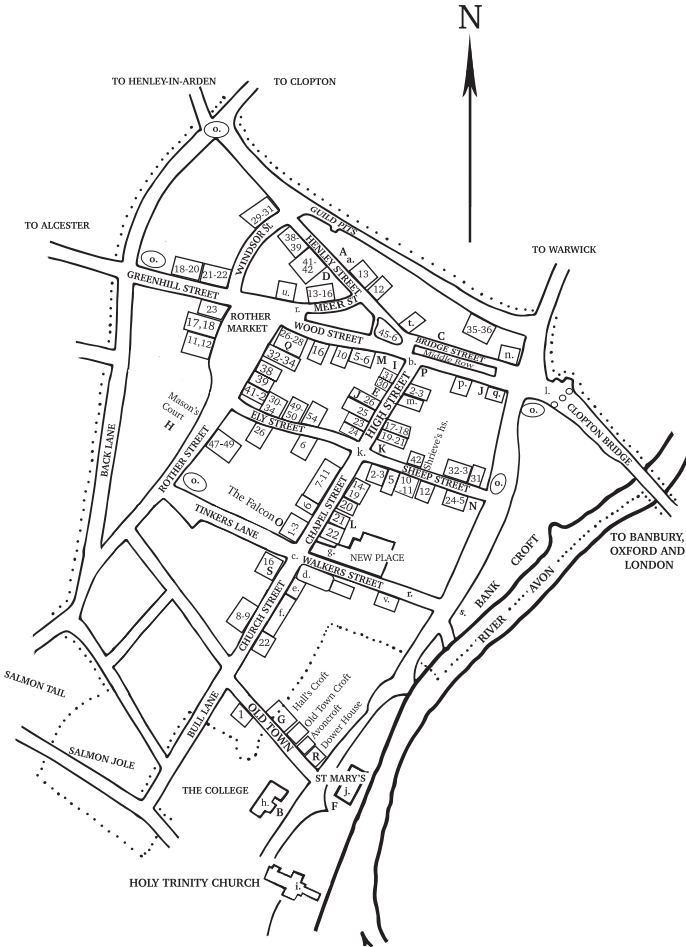 N
TO HENLEY-IN-ARDEN
TO CLOPTON
o.
TO ALCESTER
GUILD PITS
29-31
WINDSOR St.
TO WARWICK
38-
39
HENLEY STREET
A
a.
41-
42
D
13
12
o.
18-20
21-22
GREENHILL STREET
u.
13-16
r.
MEER ST
t.
45-6
C
35-36
BRIDGE STREET
Middle Row
n.
23
17,18
11,12
ROTHER
MARKET
WOOD STREET
26-28
Q
32-34
16
10
5-6
M
I
b.
P
38
39
41-2
30-
34
49-
50
54
31
30
J
E
26
25
23
24
HIGH STREET
2-3
m.
p.
J
q.
l.
o.
CLOPTON BRIDGE
17-18
19-21
K
Shrieve's hs.
42
Mason's
Court
H
ELY STREET
26
6
k.
47-49
ROTHER STREET
BACK LANE
SHEEP STREET
2-3
5
10
-11
12
32-3
31
24-5
N
o.
o.
The Falcon
O
7-11
6
1-3
CHAPEL STREET
14-
19
20
21
22
L
g.
NEW PLACE
TINKERS LANE
c.
WALKERS STREET
r.
v.
TO BANBURY,
OXFORD AND
LONDON
16
S
d.
e.
f.
8-9
22
CHURCH STREET
s.
BANK CROFT
RIVER AVON
SALMON TAIL
SALMON JOLE
BULL LANE
1
OLD TOWN
G
R
Hall's Croft
Old Town Croft
Avoncroft
Dower House
THE COLLEGE
h.
B
ST MARY'S
j.
F
HOLY TRINITY CHURCH
i.